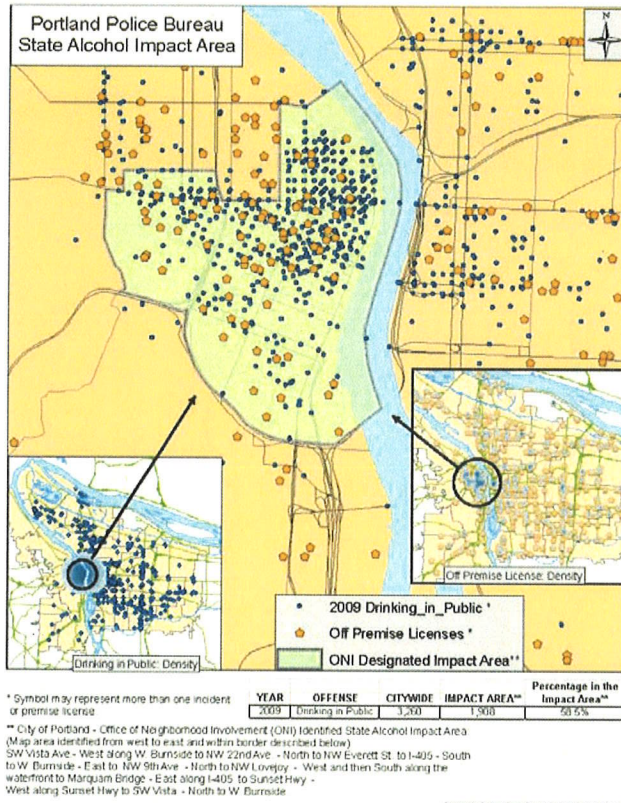 Portland Police Bureau
State Alcohol Impact Area
N
Drinking in Public: Density
Off Premise License: Density
2009 Drinking_in_Public *
Off Premise Licenses *
ONI Designated Impact Area**
* Symbol may represent more than one incident
or premise license
YEAR OFFENSE CITYWIDE IMPACT AREA** Percentage in the Impact Area**
2009 Drinking in Public 3,260 1,908 58.5%
** City of Portland - Office of Neighborhood Involvement (ONI) Identified State Alcohol Impact Area
(Map area identified from west to east and within border described below)
SW Vista Ave - West along W. Burnside to NW 22nd Ave - North to NW Everett St. to I-405 - South
to W. Burnside - East to NW 9th Ave - North to NW Lovejoy - West and then South along the
waterfront to Marquam Bridge - East along I-405 to Sunset Hwy -
West along Sunset Hwy to SW Vista - North to W. Burnside